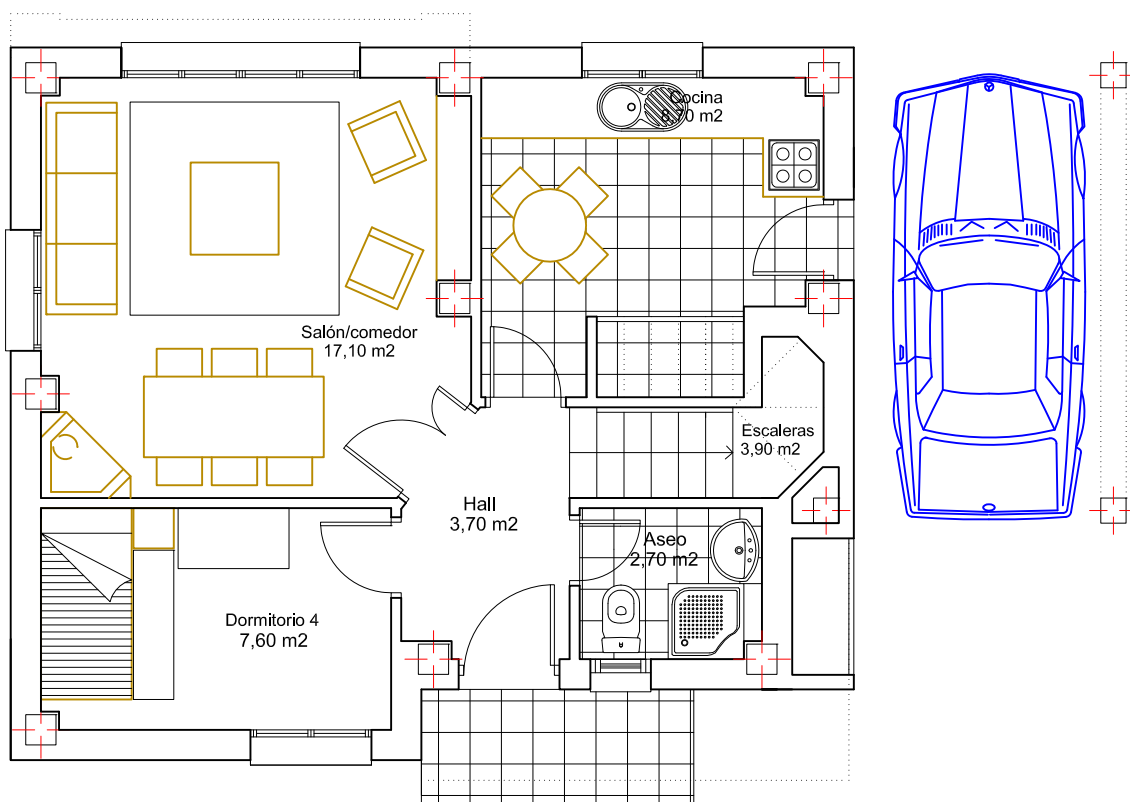 Cocina
8,70 m2
Salón/comedor
17,10 m2
Escaleras
3,90 m2
Hall
3,70 m2
Aseo
2,70 m2
Dormitorio 4
7,60 m2